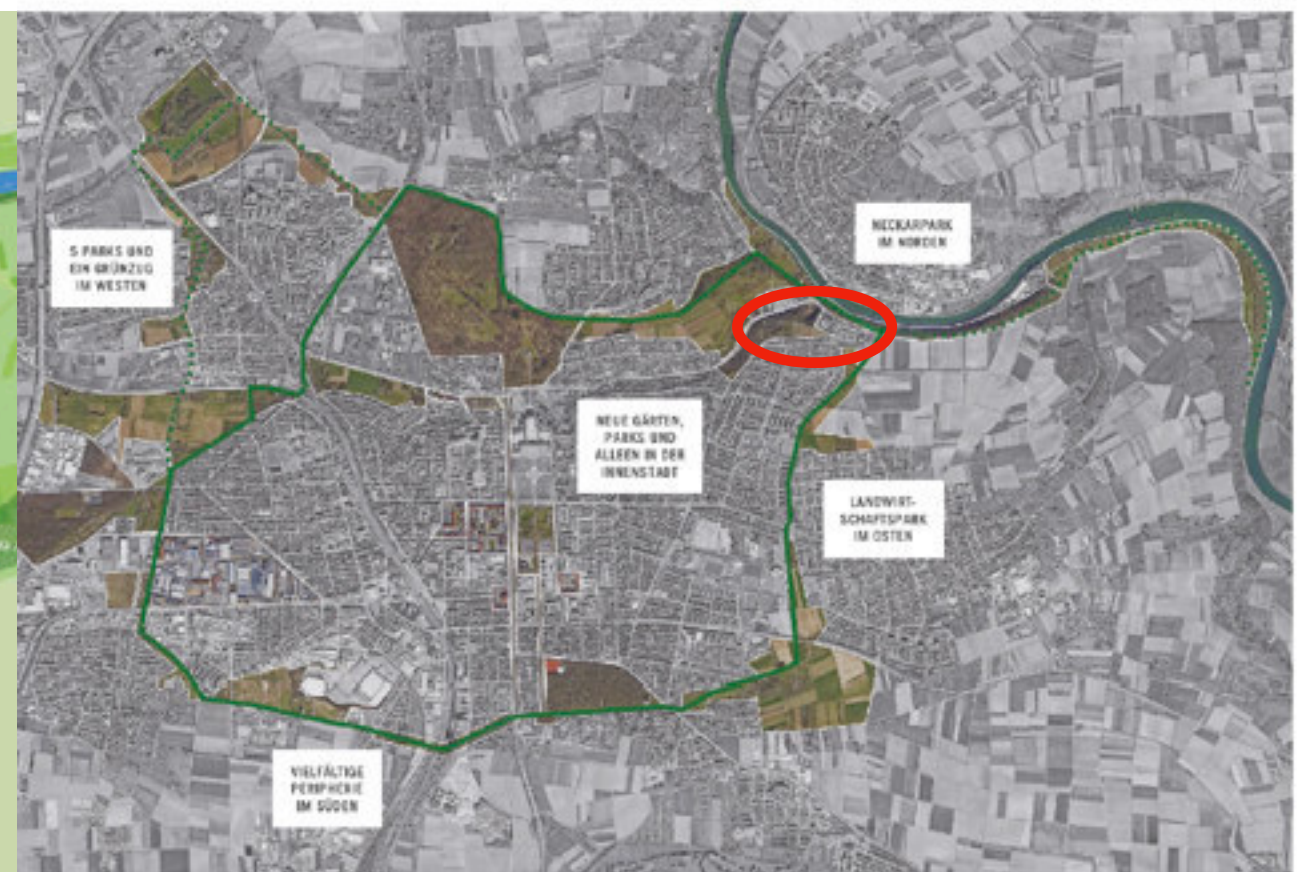 5 PARKS UND
EIN GRÜNZUG
IM WESTEN
NECKARPARK
IM NORDEN
NEUE GÄRTEN,
PARKS UND
ALLEEN IN DER
INNENSTADT
LANDWIRT-
SCHAFTSPARK
IM OSTEN
VIELFÄLTIGE
PERIPHERIE
IM SÜDEN